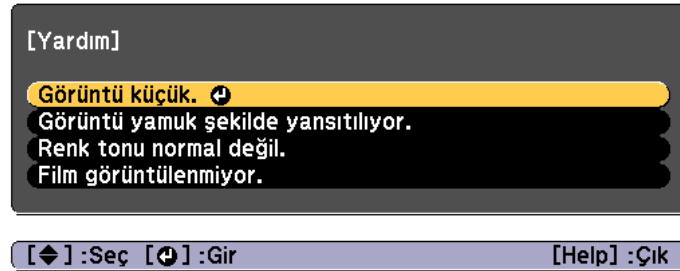 [Yardım]
Görüntü küçük.
Görüntü yamuk şekilde yansıtılıyor.
Renk tonu normal değil.
Film görüntülenmiyor.
[◆] :Seç [⏎] :Gir [Help] :Çık